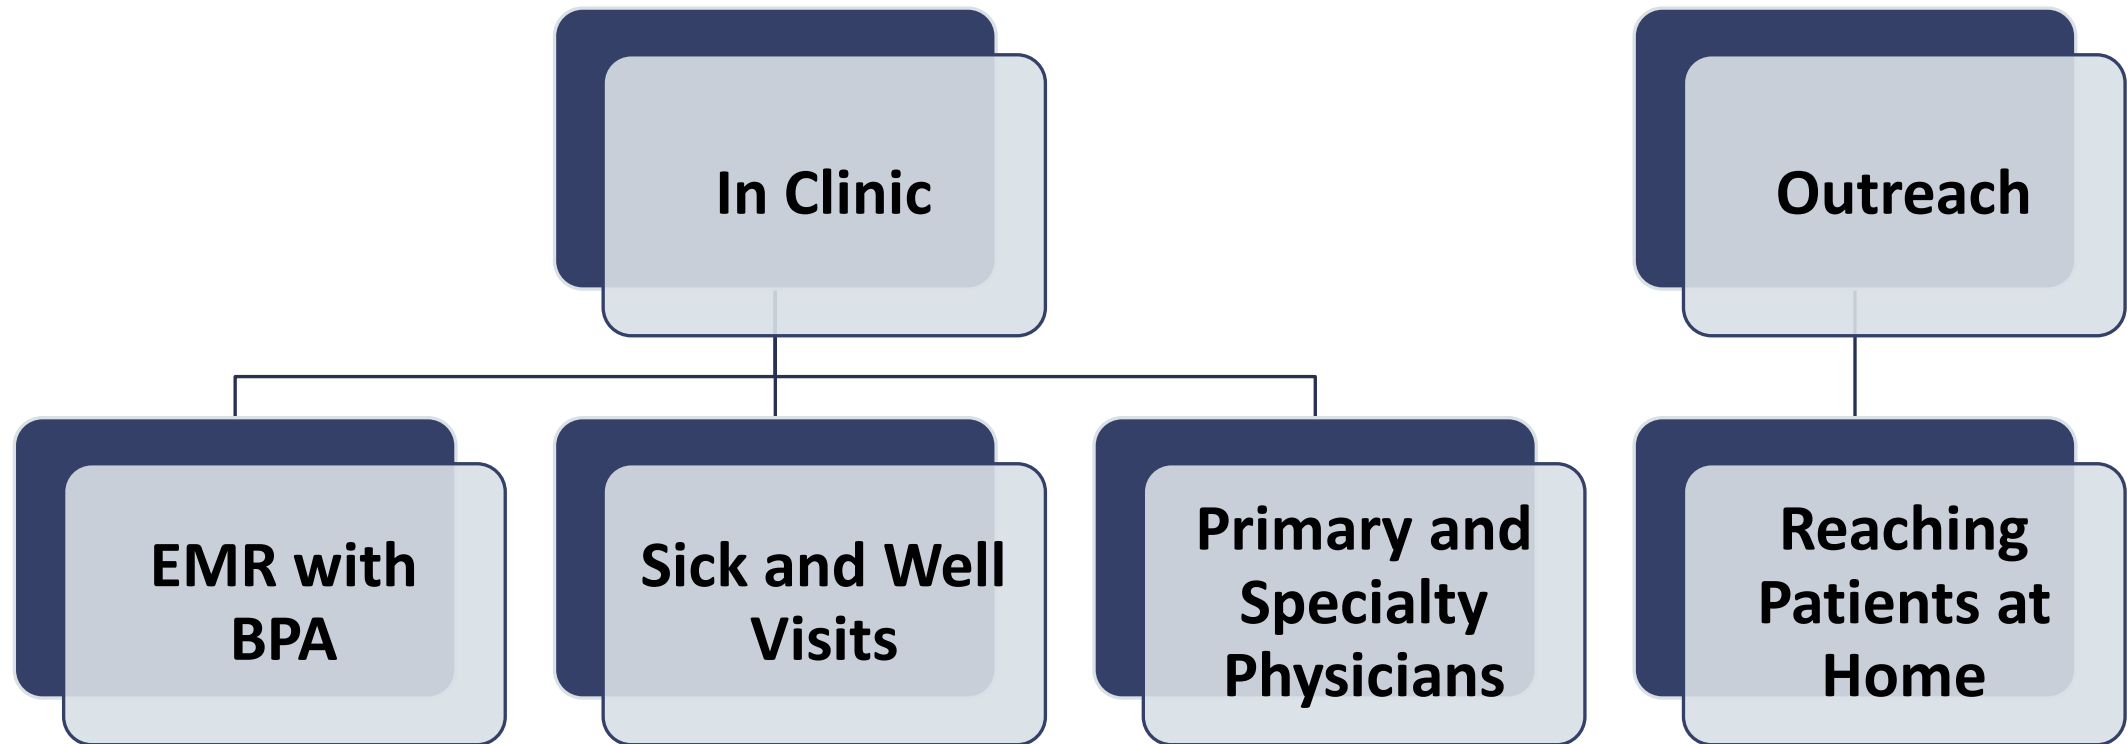 In Clinic
Outreach
EMR with
BPA
Sick and Well
Visits
Primary and
Specialty
Physicians
Reaching
Patients at
Home